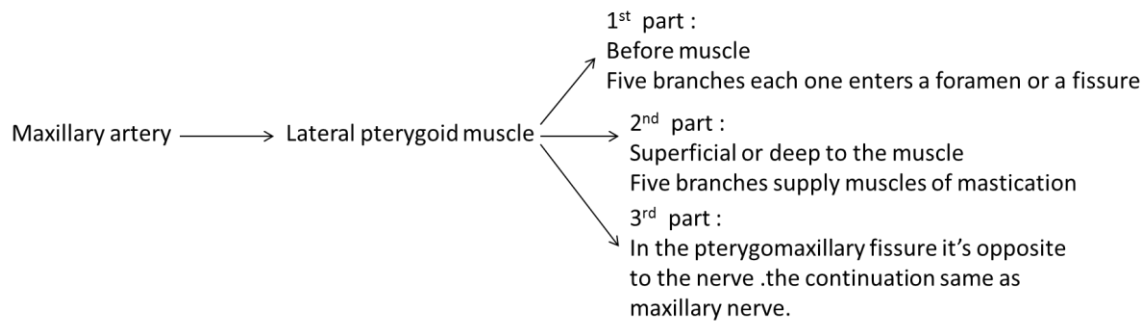 Maxillary artery
Lateral pterygoid muscle
1st part :
Before muscle
Five branches each one enters a foramen or a fissure
2nd part :
Superficial or deep to the muscle
Five branches supply muscles of mastication
3rd part :
In the pterygomaxillary fissure it’s opposite
to the nerve .the continuation same as
maxillary nerve.